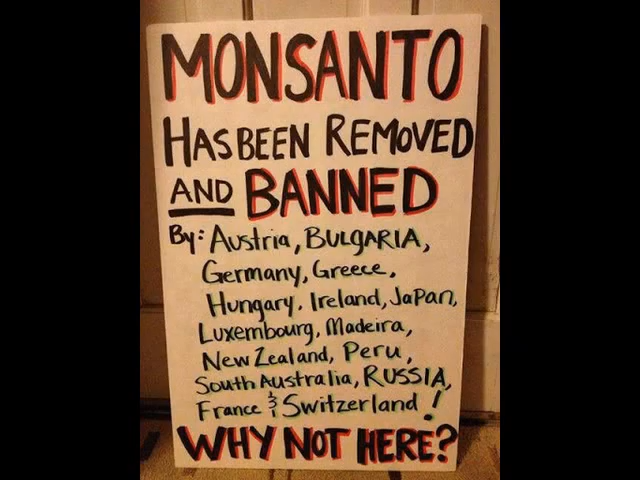 MONSANTO
HAS BEEN REMOVED
AND BANNED
By: Austria, BULGARIA,
Germany, Greece,
Hungary. Ireland, JaPan,
Luxembourg, Madeira,
New Zealand, Peru,
South Australia, RUSSIA,
France & Switzerland!
WHY NOT HERE?